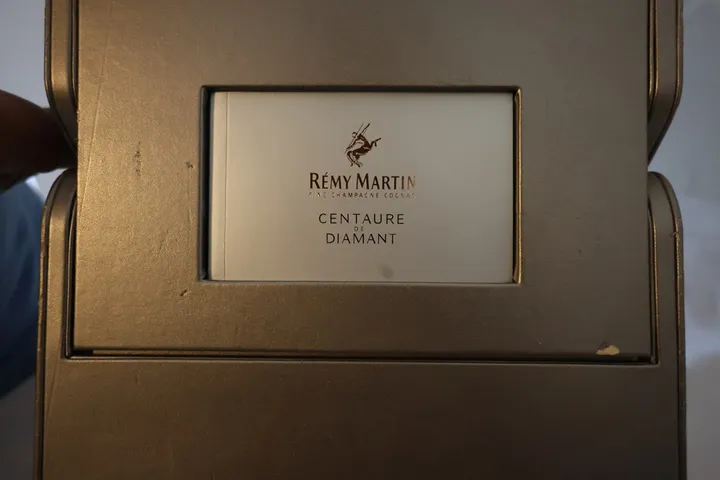 RÉMY MARTIN
FINE CHAMPAGNE COGNAC
CENTAURE
DE
DIAMANT